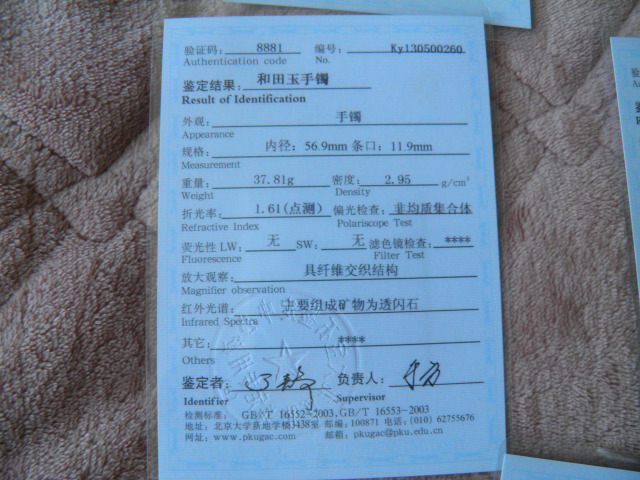 验证码: 8881 编号: Ky130500260
Authentication code No.
鉴定结果: 和田玉手镯
Result of Identification
外观: 手镯
Appearance
规格: 内径: 56.9mm 条口: 11.9mm
Measurement
重量: 37.81g 密度: 2.95 g/cm³
Weight Density
折光率: 1.61(点测) 偏光检查: 非均质集合体
Refractive Index Polariscope Test
荧光性 LW: 无 SW: 无 滤色镜检查: ****
Fluorescence Filter Test
放大观察: 具纤维交织结构
Magnifier observation
红外光谱: 主要组成矿物为透闪石
Infrared Spectra
其它: ****
Others
鉴定者: 负责人:
Identifier Supervisor
检测标准: GB/T 16552-2003,GB/T 16553-2003
地址: 北京大学新地学楼3438室 邮编: 100871 电话: (010) 62755676
网址: www.pkugac.com 邮箱: pkugac@pku.edu.cn